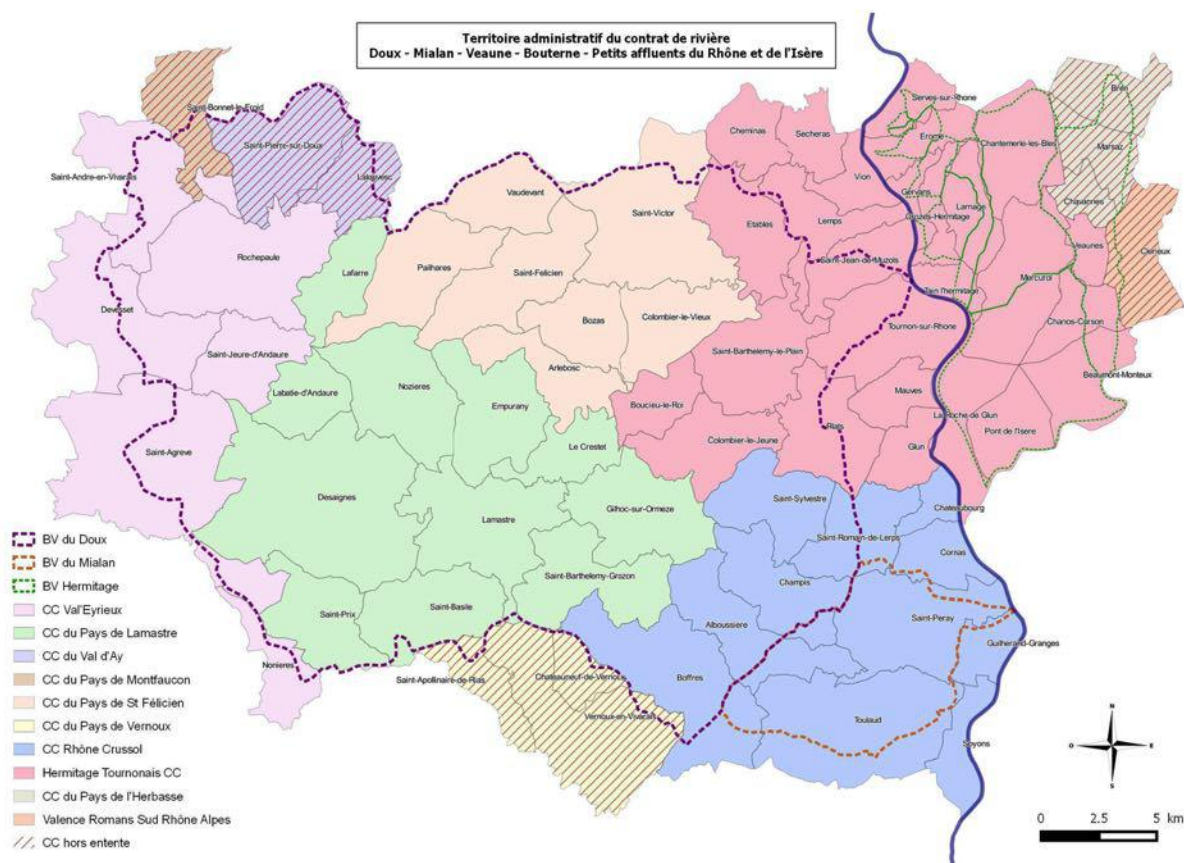 Territoire administratif du contrat de rivière
Doux - Mialan - Veaune - Bouterne - Petits affluents du Rhône et de l'Isère
Saint-Bonnet-le-Froid
Saint-Pierre-sur-Doux
Saint-Andre-en-Vivarais
Lalouvesc
Rochepaule
Devesset
Saint-Jeure-d'Andaure
Saint-Agreve
Nonieres
Lafarre
Labatie-d'Andaure
Nozieres
Empurany
Le Crestet
Desaignes
Lamastre
Gilhoc-sur-Ormeze
Saint-Barthelemy-Grozon
Saint-Prix
Saint-Basile
Vaudevant
Saint-Victor
Pailhares
Saint-Felicien
Bozas
Colombier-le-Vieux
Arlebosc
Cheminas
Secheras
Vion
Etables
Lemps
Saint-Jean-de-Muzols
Tournon-sur-Rhone
Saint-Barthelemy-le-Plain
Boucieu-le-Roi
Colombier-le-Jeune
Plats
Mauves
Glun
Serves-sur-Rhone
Erome
Chantemerle-les-Bles
Gervans
Crozes-Hermitage
Larnage
Tain l'hermitage
Mercurol
Veaunes
Chanos-Curson
Beaumont-Monteux
La Roche de Glun
Pont de l'Isere
Bren
Marsaz
Chavannes
Clerieux
Saint-Sylvestre
Chateaubourg
Saint-Romain-de-Lerps
Cornas
Champis
Saint-Peray
Guilherand-Granges
Alboussiere
Boffres
Toulaud
Soyons
Saint-Apollinaire-de-Rias
Chateauneuf-de-Vernoux
Vernoux-en-Vivarais
BV du Doux
BV du Mialan
BV Hermitage
CC Val'Eyrieux
CC du Pays de Lamastre
CC du Val d'Ay
CC du Pays de Montfaucon
CC du Pays de St Félicien
CC du Pays de Vernoux
CC Rhône Crussol
Hermitage Tournonais CC
CC du Pays de l'Herbasse
Valence Romans Sud Rhône Alpes
CC hors entente
N
O E
S
0 2.5 5 km